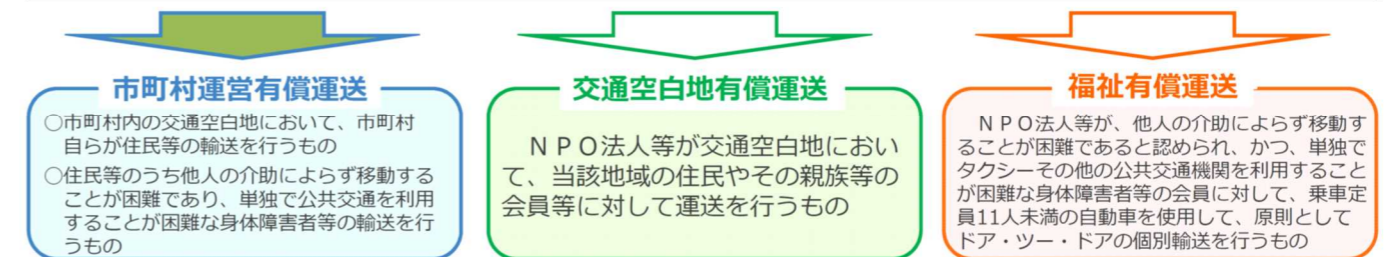 市町村運営有償運送
○市町村内の交通空白地において、市町村
自らが住民等の輸送を行うもの
○住民等のうち他人の介助によらず移動する
ことが困難であり、単独で公共交通を利用
することが困難な身体障害者等の輸送を行
うもの
交通空白地有償運送
ＮＰＯ法人等が交通空白地におい
て、当該地域の住民やその親族等の
会員等に対して運送を行うもの
福祉有償運送
ＮＰＯ法人等が、他人の介助によらず移動す
ることが困難であると認められ、かつ、単独で
タクシーその他の公共交通機関を利用すること
が困難な身体障害者等の会員に対して、乗車定
員11人未満の自動車を使用して、原則として
ドア・ツー・ドアの個別輸送を行うもの